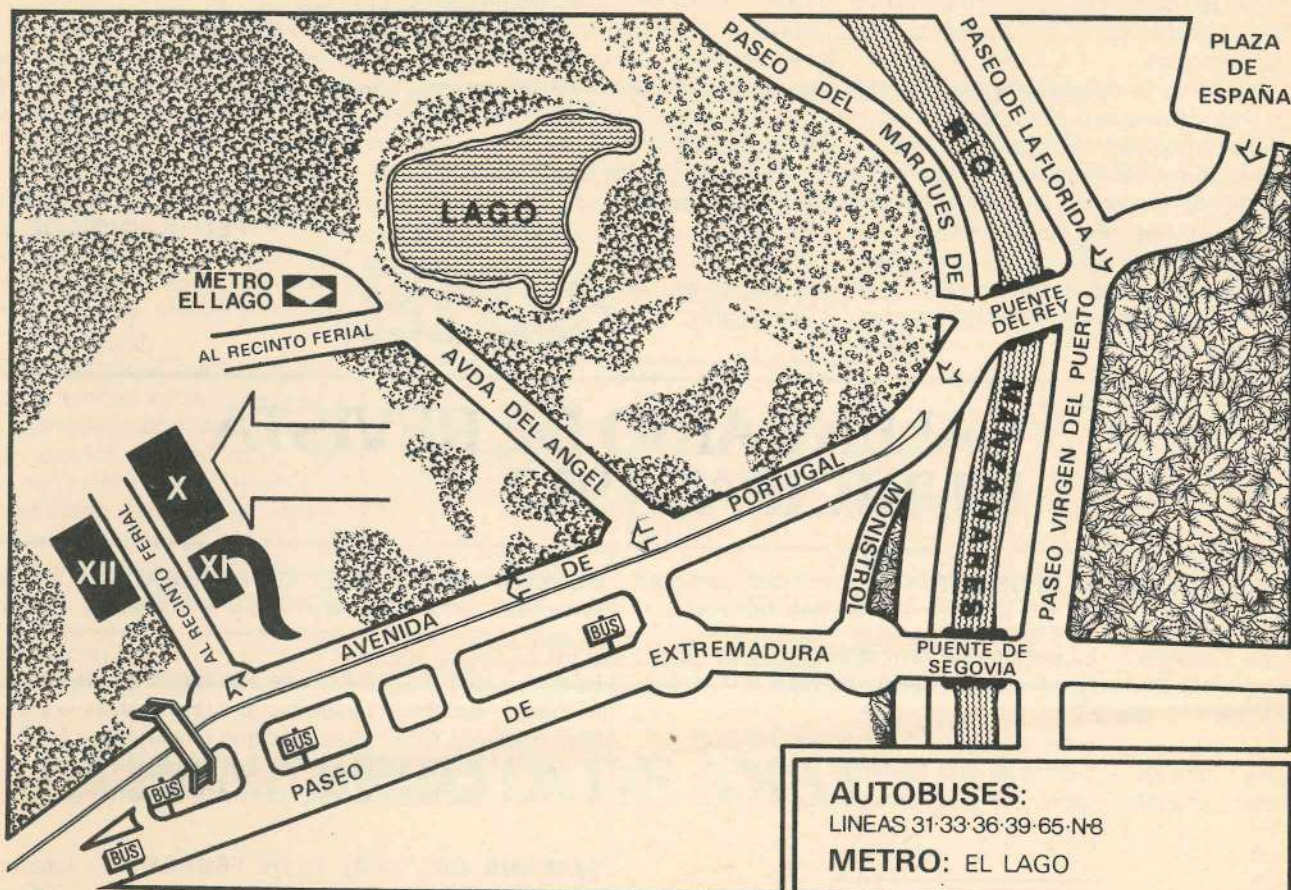 PLAZA
DE
ESPAÑA
PASEO DEL MARQUES DE
MONISTROL
RIO
MANZANARES
PASEO DE LA FLORIDA
LAGO
METRO
EL LAGO
AL RECINTO FERIAL
AVDA. DEL ANGEL
PUENTE
DEL REY
PASEO VIRGEN DEL PUERTO
X
XI
XII
AL RECINTO FERIAL
AVENIDA DE PORTUGAL
PASEO DE EXTREMADURA
PUENTE DE
SEGOVIA
BUS
BUS
BUS
BUS
AUTOBUSES:
LINEAS 31·33·36·39·65·N·8
METRO: EL LAGO